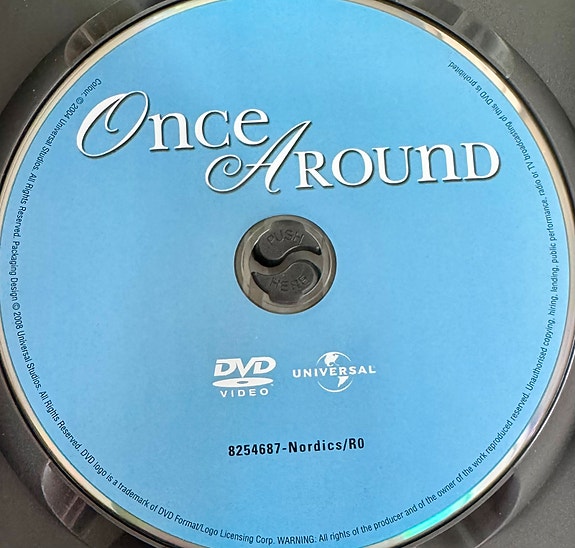 Once
Around
PUSH
HERE
DVD
VIDEO
UNIVERSAL
8254687-Nordics/R0
Colour. © 2004 Universal Studios. All Rights Reserved. Packaging Design © 2008 Universal Studios. All Rights Reserved. DVD logo is a trademark of DVD Format/Logo Licensing Corp. WARNING: All rights of the producer and of the owner of the work reproduced reserved. Unauthorised copying, hiring, lending, public performance, radio or TV broadcasting of this DVD is prohibited.